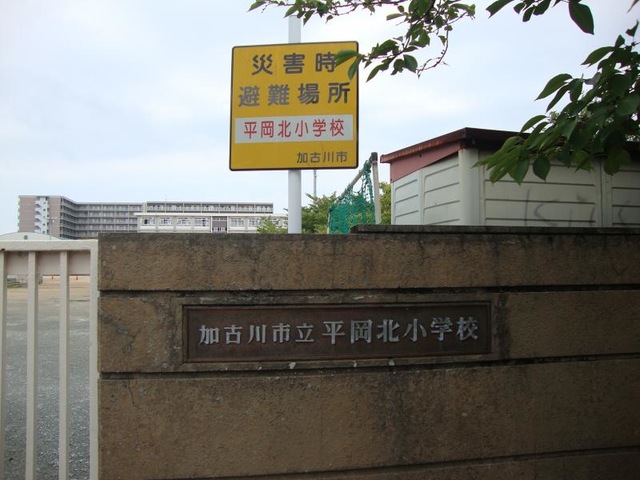 災害時
避難場所
平岡北小学校
加古川市
加古川市立平岡北小学校